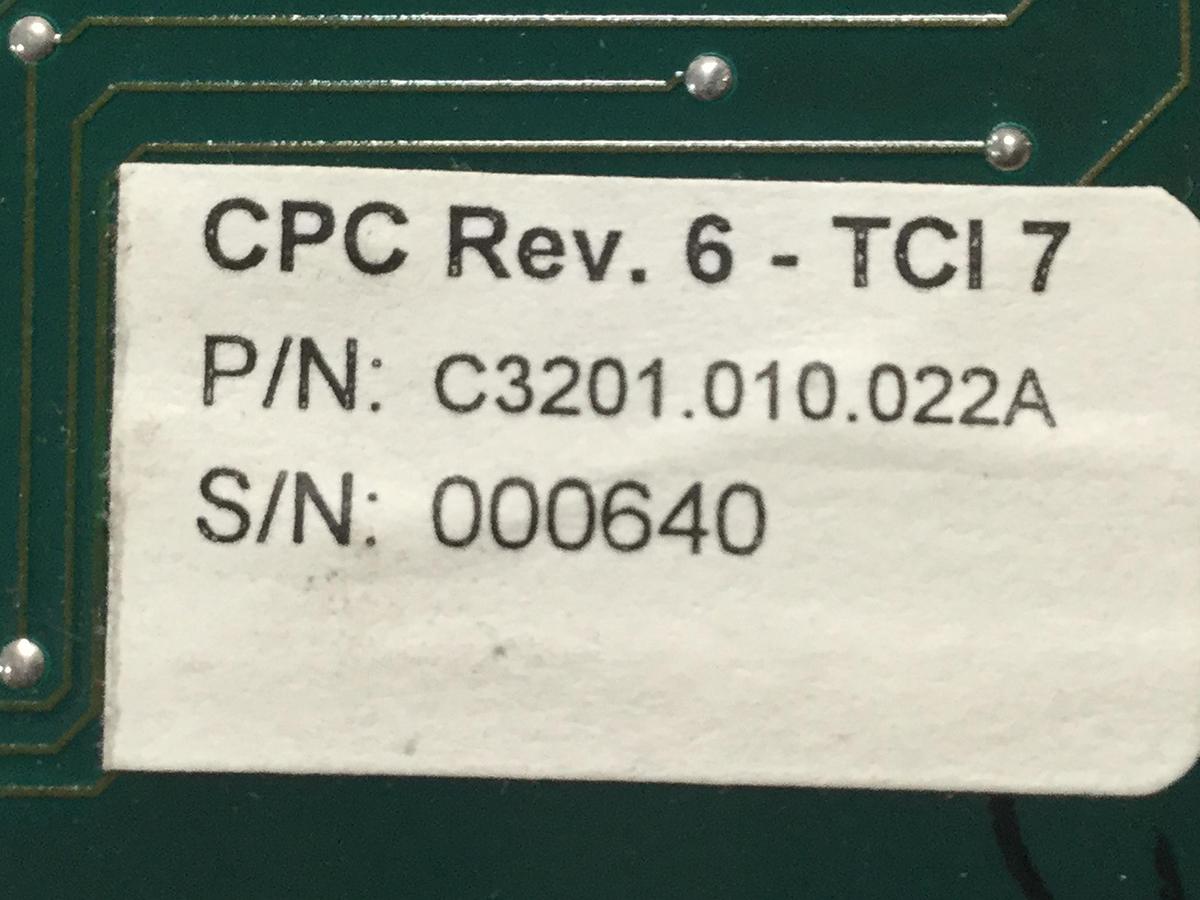 CPC Rev. 6 - TCI 7
P/N: C3201.010.022A
S/N: 000640